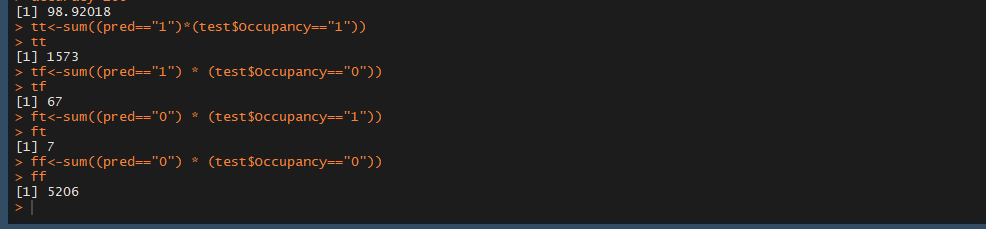 [1] 98.92018
> tt<-sum((pred=="1")*(test$Occupancy=="1"))
> tt
[1] 1573
> tf<-sum((pred=="1") * (test$Occupancy=="0"))
> tf
[1] 67
> ft<-sum((pred=="0") * (test$Occupancy=="1"))
> ft
[1] 7
> ff<-sum((pred=="0") * (test$Occupancy=="0"))
> ff
[1] 5206
>